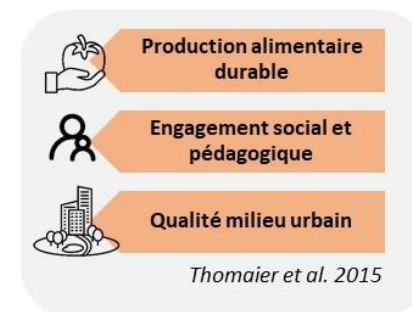 Production alimentaire
durable
Engagement social et
pédagogique
Qualité milieu urbain
Thomaier et al. 2015